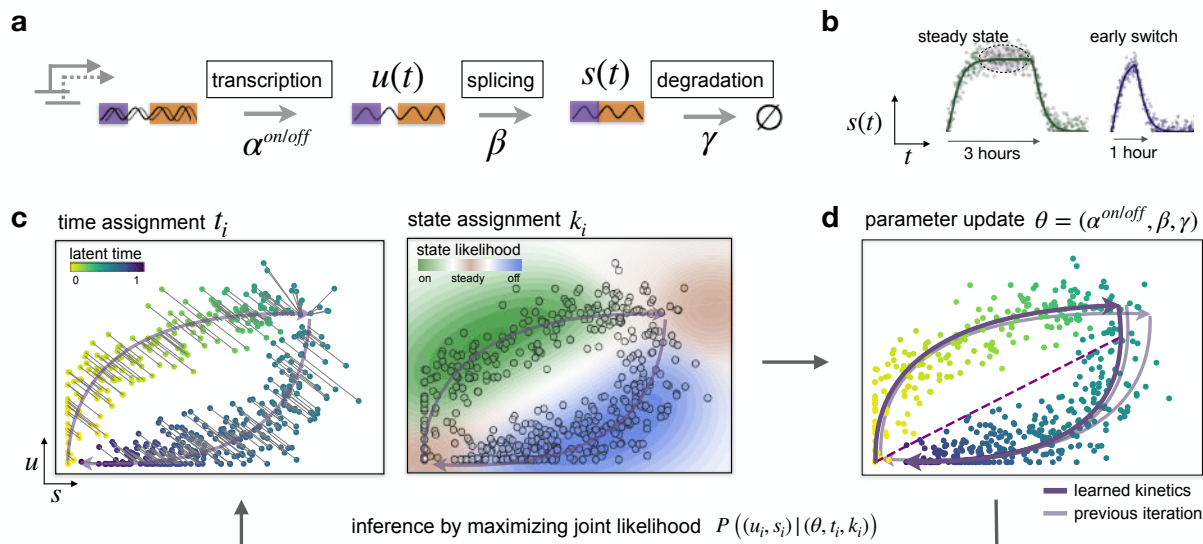 a
transcription
u(t)
splicing
s(t)
degradation
α^{on/off}
β
γ
∅
b
steady state
early switch
s(t)
t
3 hours
1 hour
c
time assignment t_i
latent time
0
1
u
s
state assignment k_i
state likelihood
on
steady
off
d
parameter update θ = (α^{on/off}, β, γ)
learned kinetics
previous iteration
inference by maximizing joint likelihood P ((u_i, s_i) | (θ, t_i, k_i))